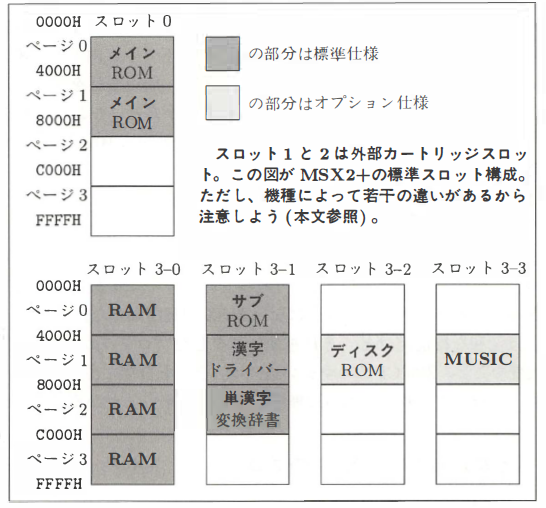 0000H スロット0
ページ0
メイン
ROM
4000H
ページ1
メイン
ROM
8000H
ページ2
C000H
ページ3
FFFFH
の部分は標準仕様
の部分はオプション仕様
スロット1と2は外部カートリッジスロッ
ト。この図がMSX2+の標準スロット構成。
ただし、機種によって若干の違いがあるから
注意しよう(本文参照)。
スロット3-0 スロット3-1 スロット3-2 スロット3-3
0000H
ページ0 RAM サブ
ROM
4000H
ページ1 RAM 漢字
ドライバー
ディスク
ROM
MUSIC
8000H
ページ2 RAM 単漢字
変換辞書
C000H
ページ3 RAM
FFFFH